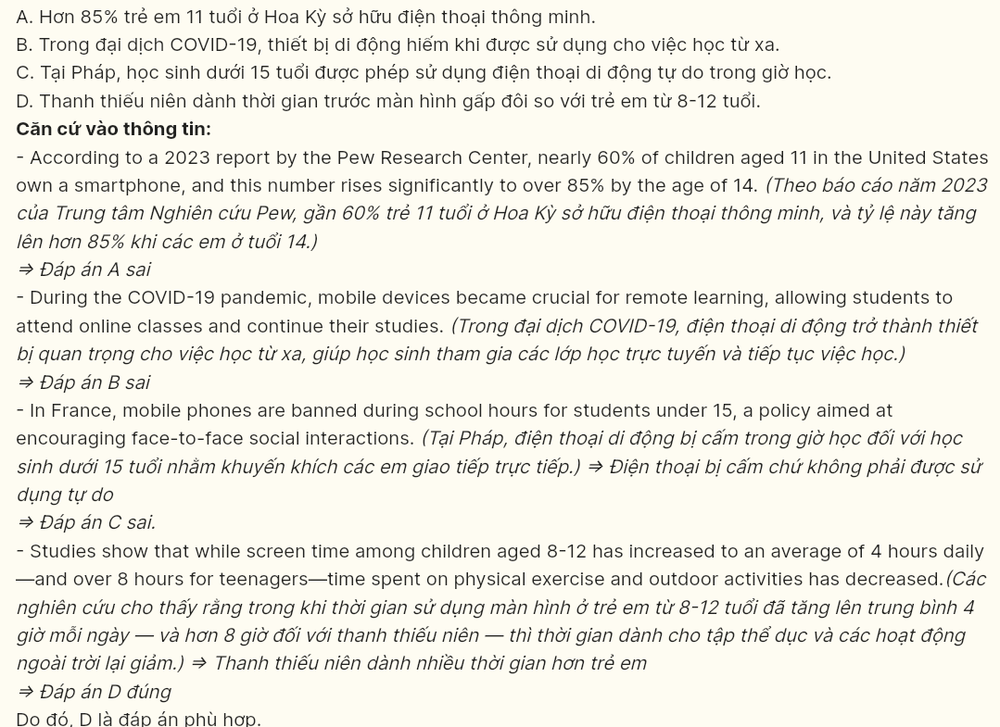 A. Hơn 85% trẻ em 11 tuổi ở Hoa Kỳ sở hữu điện thoại thông minh.
B. Trong đại dịch COVID-19, thiết bị di động hiếm khi được sử dụng cho việc học từ xa.
C. Tại Pháp, học sinh dưới 15 tuổi được phép sử dụng điện thoại di động tự do trong giờ học.
D. Thanh thiếu niên dành thời gian trước màn hình gấp đôi so với trẻ em từ 8-12 tuổi.
Căn cứ vào thông tin:
- According to a 2023 report by the Pew Research Center, nearly 60% of children aged 11 in the United States
own a smartphone, and this number rises significantly to over 85% by the age of 14. (Theo báo cáo năm 2023
của Trung tâm Nghiên cứu Pew, gần 60% trẻ 11 tuổi ở Hoa Kỳ sở hữu điện thoại thông minh, và tỷ lệ này tăng
lên hơn 85% khi các em ở tuổi 14.)
⇒ Đáp án A sai
- During the COVID-19 pandemic, mobile devices became crucial for remote learning, allowing students to
attend online classes and continue their studies. (Trong đại dịch COVID-19, điện thoại di động trở thành thiết
bị quan trọng cho việc học từ xa, giúp học sinh tham gia các lớp học trực tuyến và tiếp tục việc học.)
⇒ Đáp án B sai
- In France, mobile phones are banned during school hours for students under 15, a policy aimed at
encouraging face-to-face social interactions. (Tại Pháp, điện thoại di động bị cấm trong giờ học đối với học
sinh dưới 15 tuổi nhằm khuyến khích các em giao tiếp trực tiếp.) ⇒ Điện thoại bị cấm chứ không phải được sử
dụng tự do
⇒ Đáp án C sai.
- Studies show that while screen time among children aged 8-12 has increased to an average of 4 hours daily
—and over 8 hours for teenagers—time spent on physical exercise and outdoor activities has decreased.(Các
nghiên cứu cho thấy rằng trong khi thời gian sử dụng màn hình ở trẻ em từ 8-12 tuổi đã tăng lên trung bình 4
giờ mỗi ngày — và hơn 8 giờ đối với thanh thiếu niên — thì thời gian dành cho tập thể dục và các hoạt động
ngoài trời lại giảm.) ⇒ Thanh thiếu niên dành nhiều thời gian hơn trẻ em
⇒ Đáp án D đúng
Do đó, D là đáp án phù hợp.